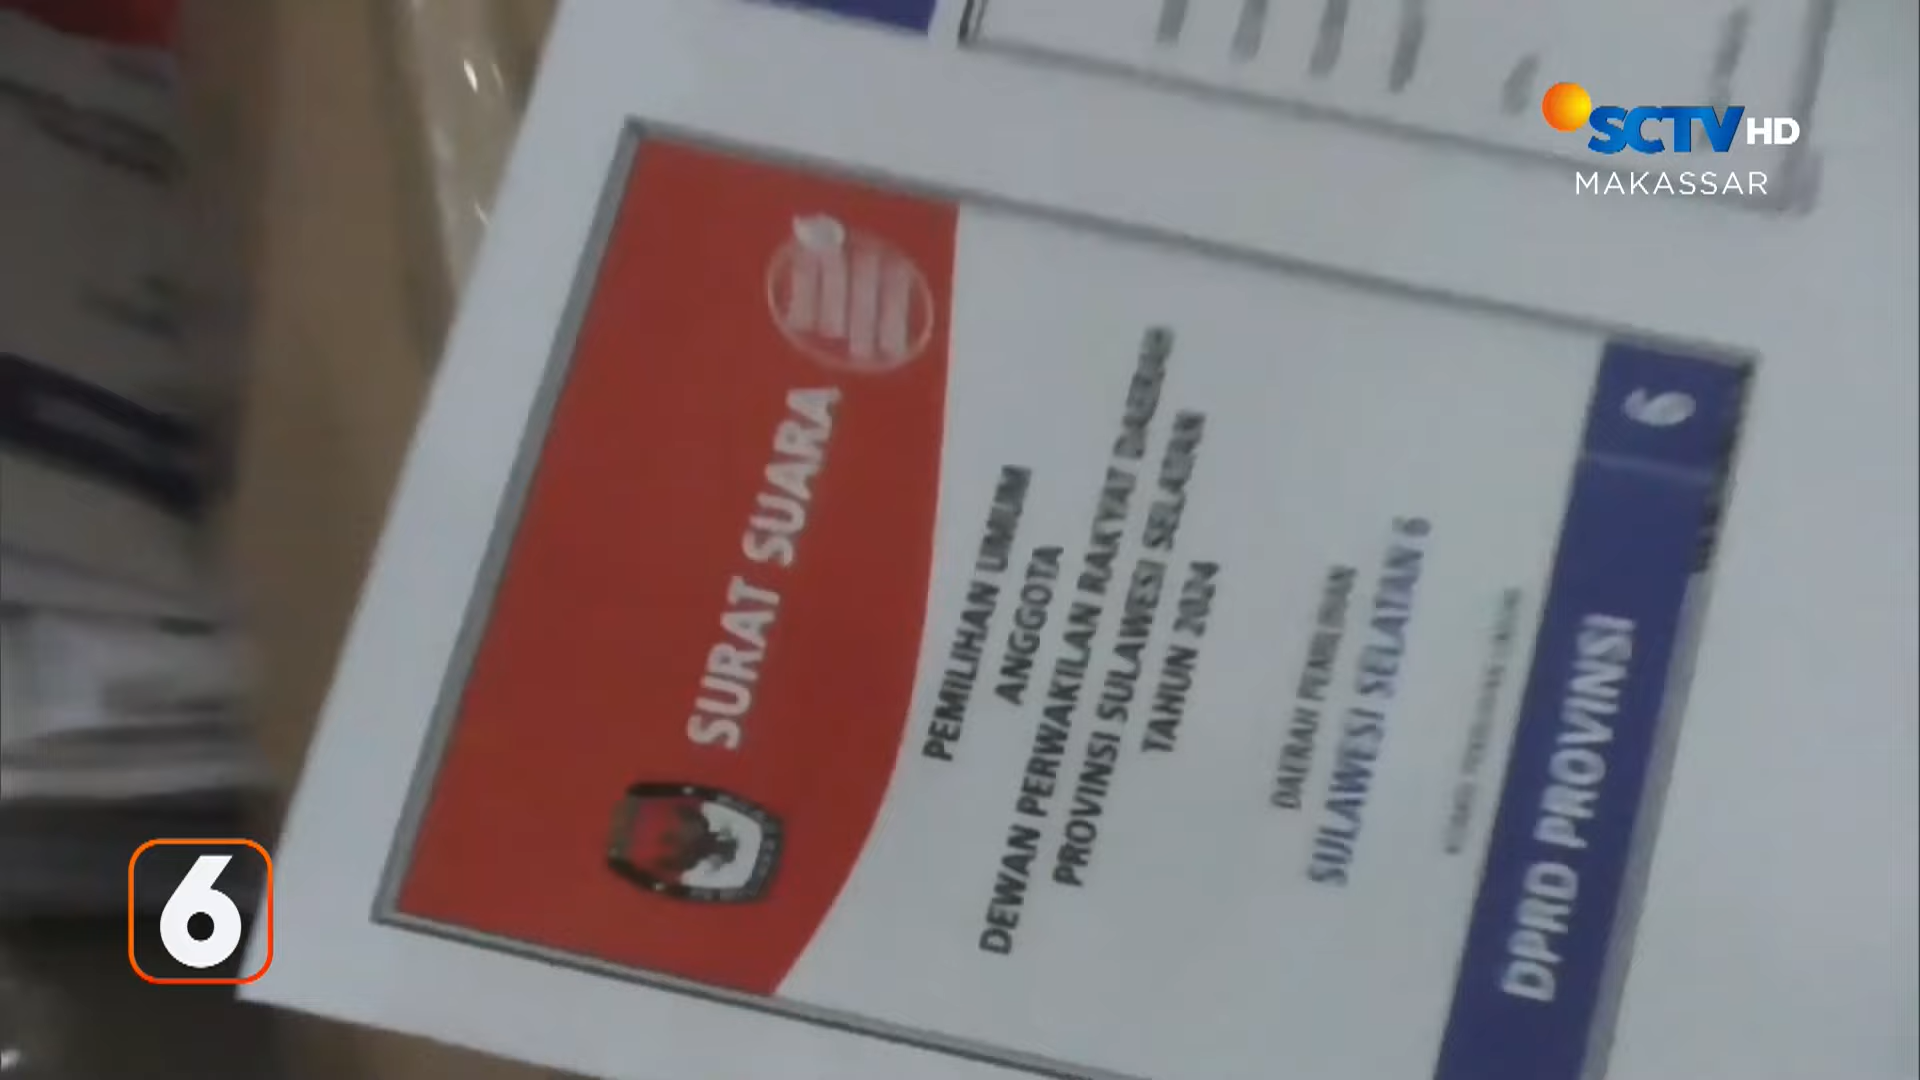 SCTV HD
MAKASSAR
SURAT SUARA
PEMILIHAN UMUM
ANGGOTA
DEWAN PERWAKILAN RAKYAT DAERAH
PROVINSI SULAWESI SELATAN
TAHUN 2024
DAERAH PEMILIHAN
SULAWESI SELATAN 6
DPRD PROVINSI 6
6